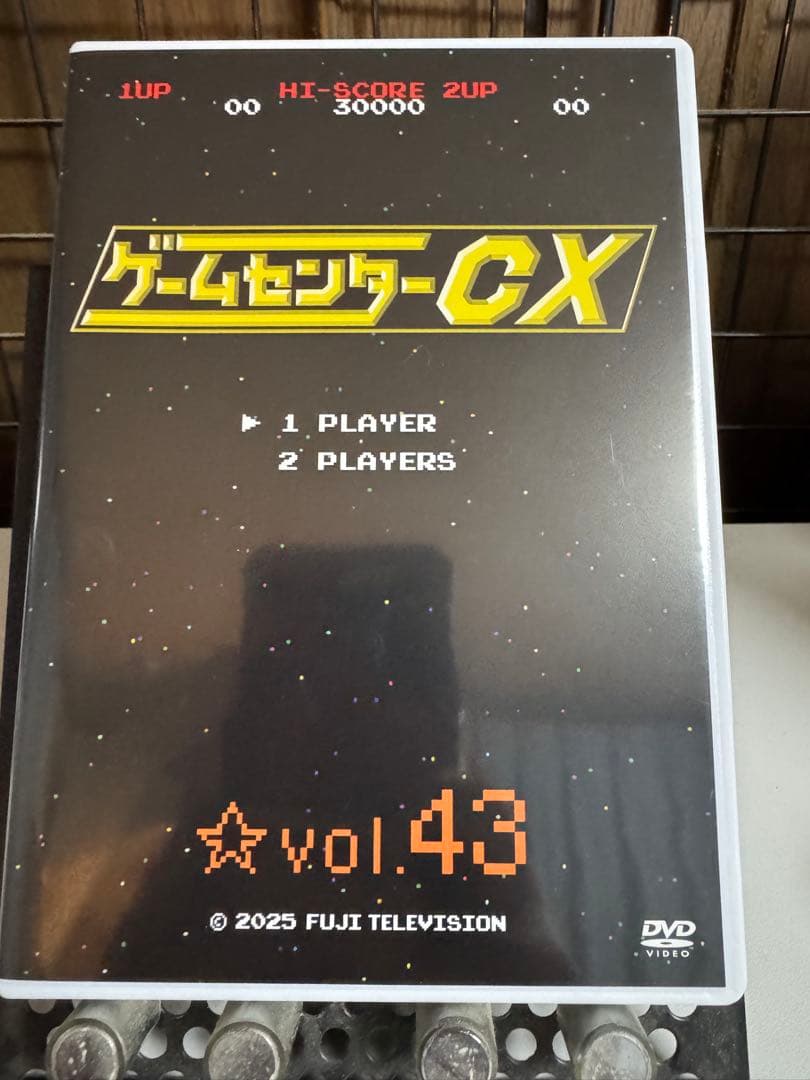 1UP HI-SCORE 2UP
00 30000 00
ゲームセンターCX
1 PLAYER
2 PLAYERS
☆vol.43
© 2025 FUJI TELEVISION
DVD
VIDEO